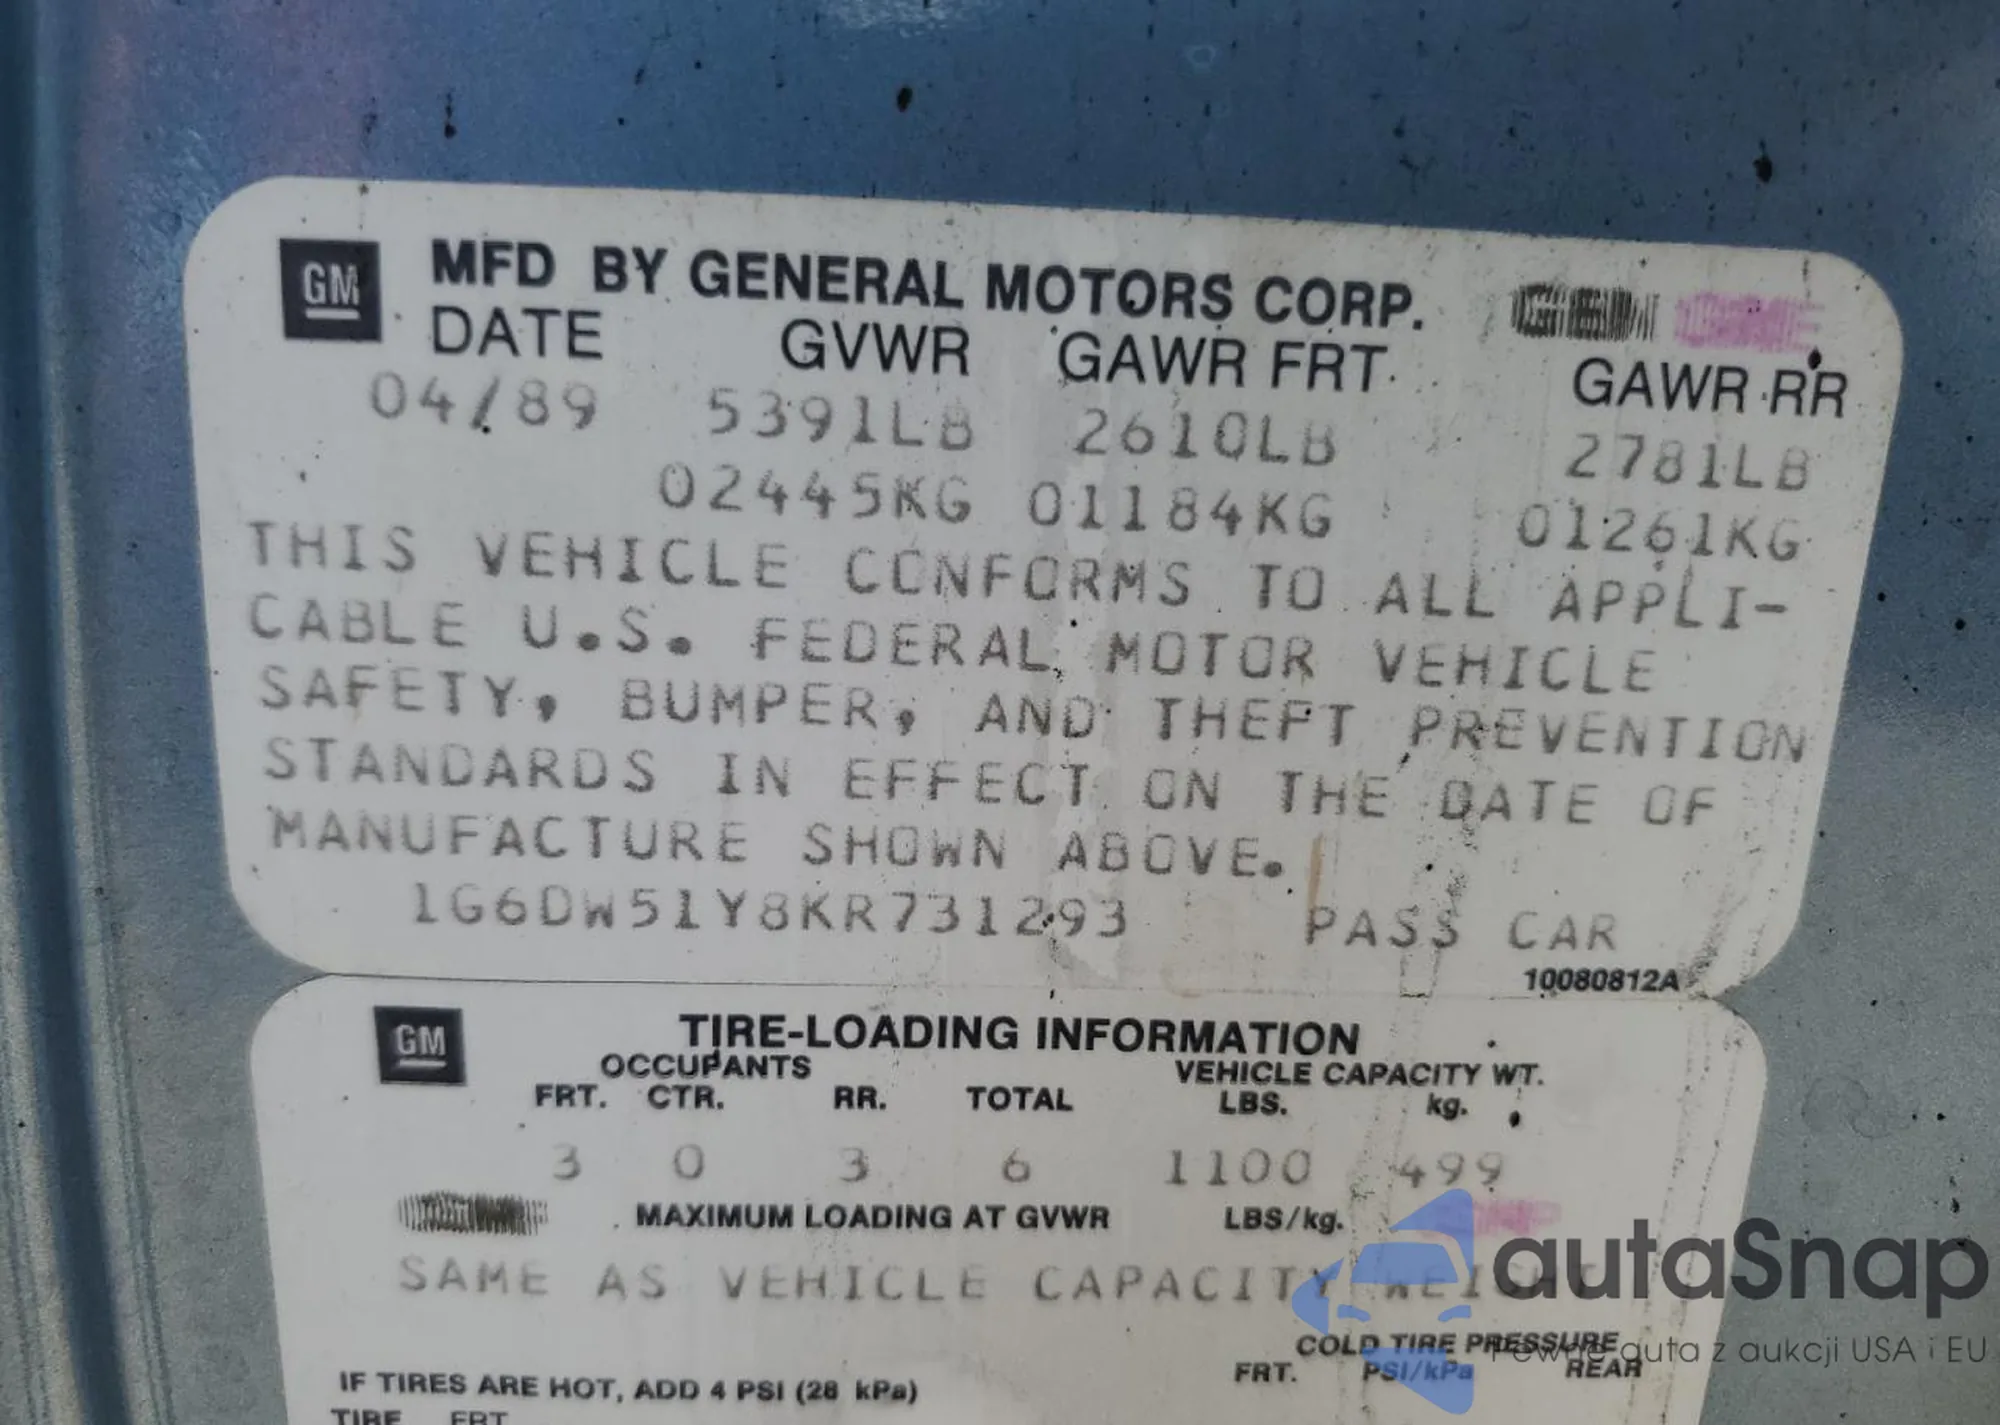 GM MFD BY GENERAL MOTORS CORP.
DATE GVWR GAWR FRT GAWR RR
04/89 5391LB 2610LB 2781LB
02445KG 01184KG 01261KG
THIS VEHICLE CONFORMS TO ALL APPLI-
CABLE U.S. FEDERAL MOTOR VEHICLE
SAFETY, BUMPER, AND THEFT PREVENTION
STANDARDS IN EFFECT ON THE DATE OF
MANUFACTURE SHOWN ABOVE.
1G6DW51Y8KR731293 PASS CAR
10080812A
GM TIRE-LOADING INFORMATION
OCCUPANTS VEHICLE CAPACITY WT.
FRT. CTR. RR. TOTAL LBS. kg.
3 0 3 6 1100 499
MAXIMUM LOADING AT GVWR LBS/kg.
SAME AS VEHICLE CAPACITY WEIGHT
autaSnap
Pewne auta z aukcji USA i EU
COLD TIRE PRESSURE
FRT. PSI/kPa REAR
IF TIRES ARE HOT, ADD 4 PSI (28 kPa)
TIRE FRT